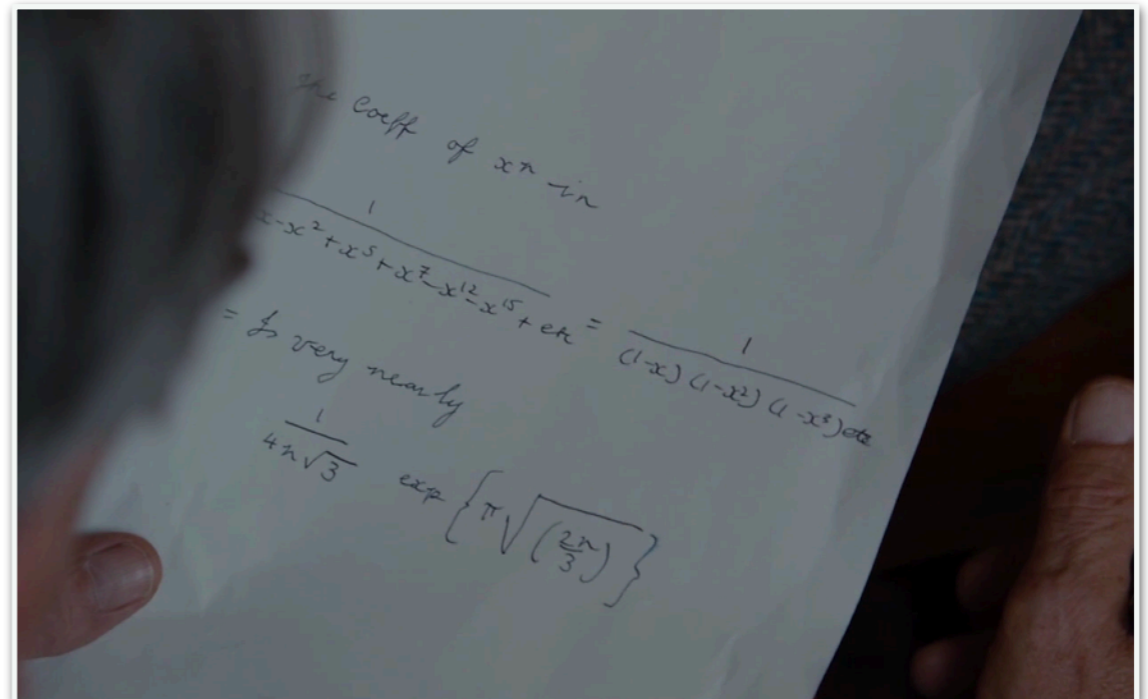 The coeff of xⁿ in
1
x-x²+x⁵+x⁷-x¹²-x¹⁵+ etc = 1
(1-x)(1-x²)(1-x³)etc
= Is very nearly
1
4n√3 exp {π√(2n/3)}